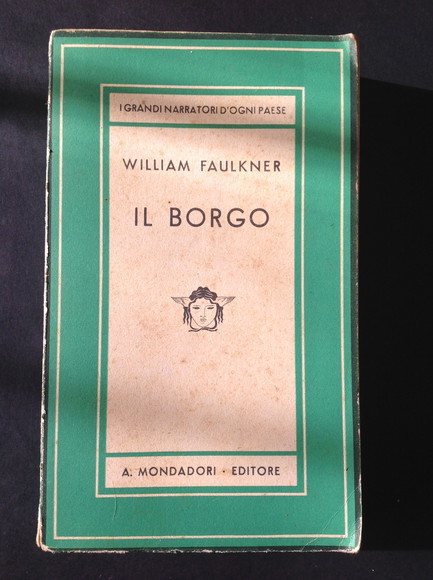 I GRANDI NARRATORI D'OGNI PAESE
WILLIAM FAULKNER
IL BORGO
A. MONDADORI - EDITORE